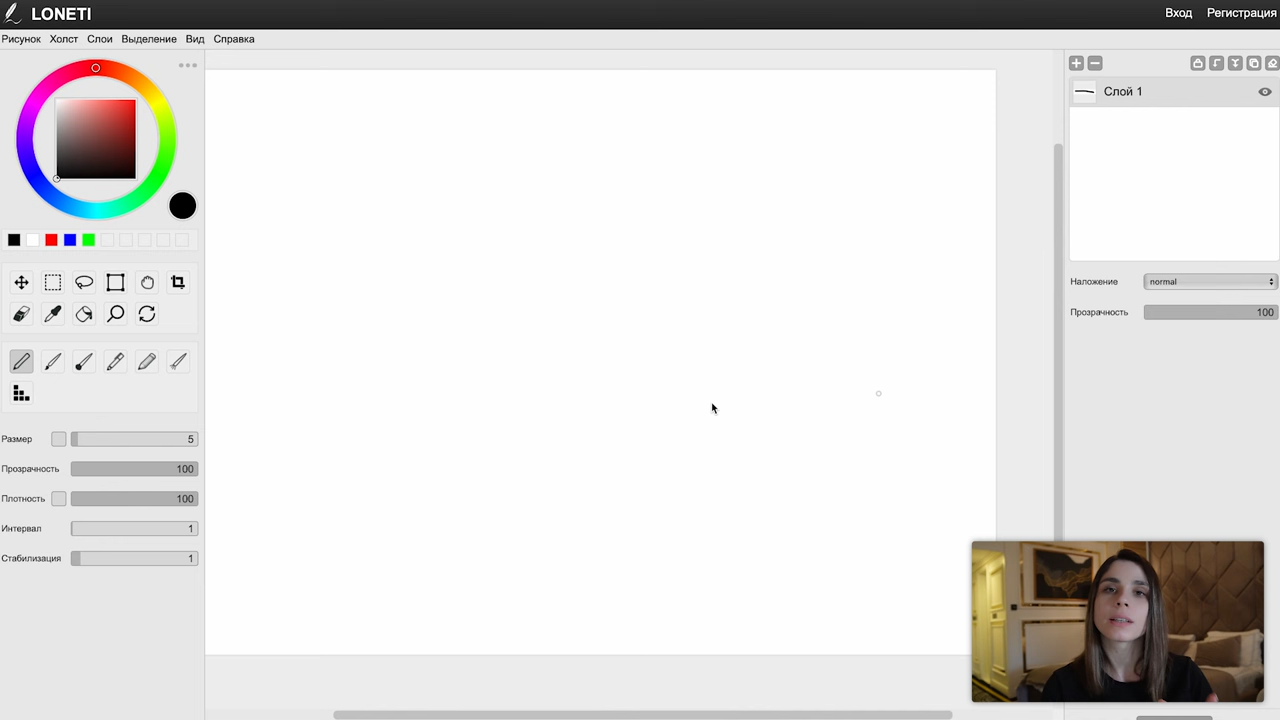 LONETI
Вход Регистрация
Рисунок Холст Слои Выделение Вид Справка
Слой 1
Наложение normal
Прозрачность 100
Размер 5
Прозрачность 100
Плотность 100
Интервал 1
Стабилизация 1